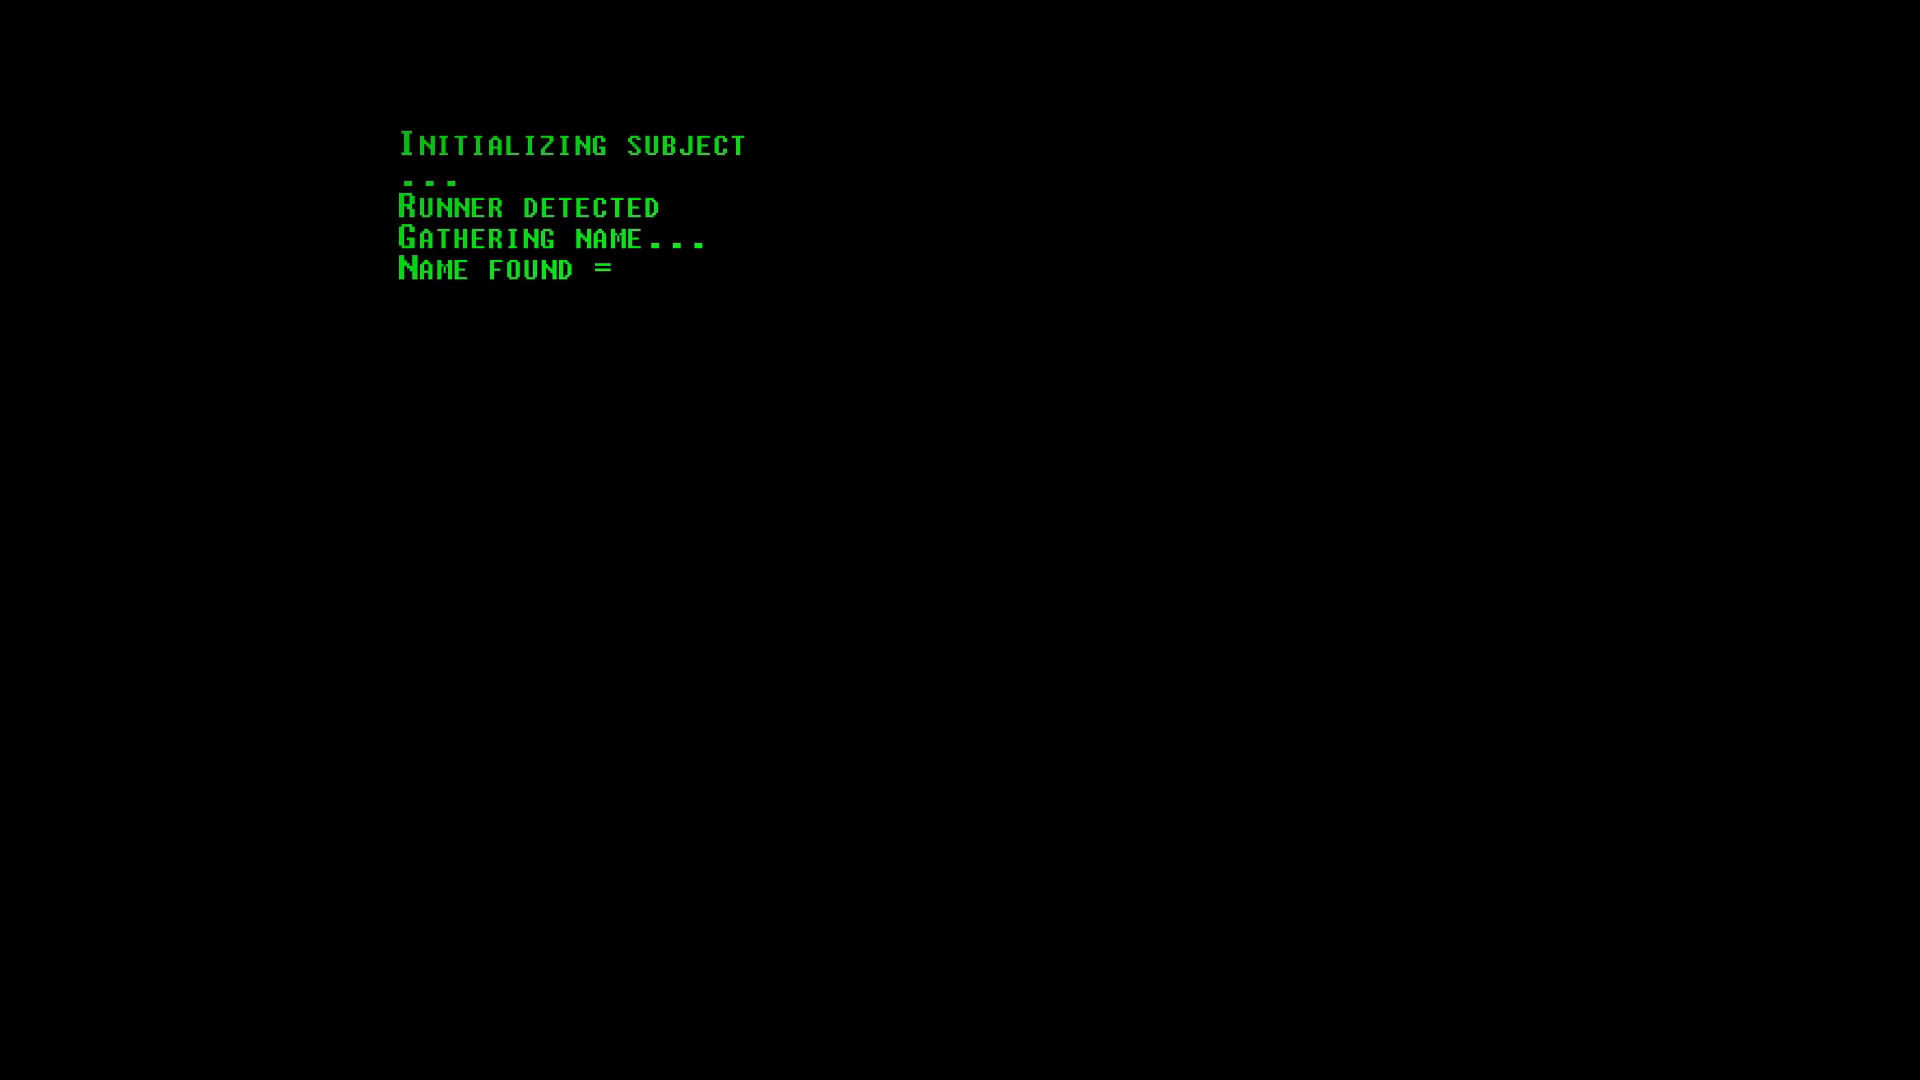 Initializing subject
...
Runner detected
Gathering name...
Name found =